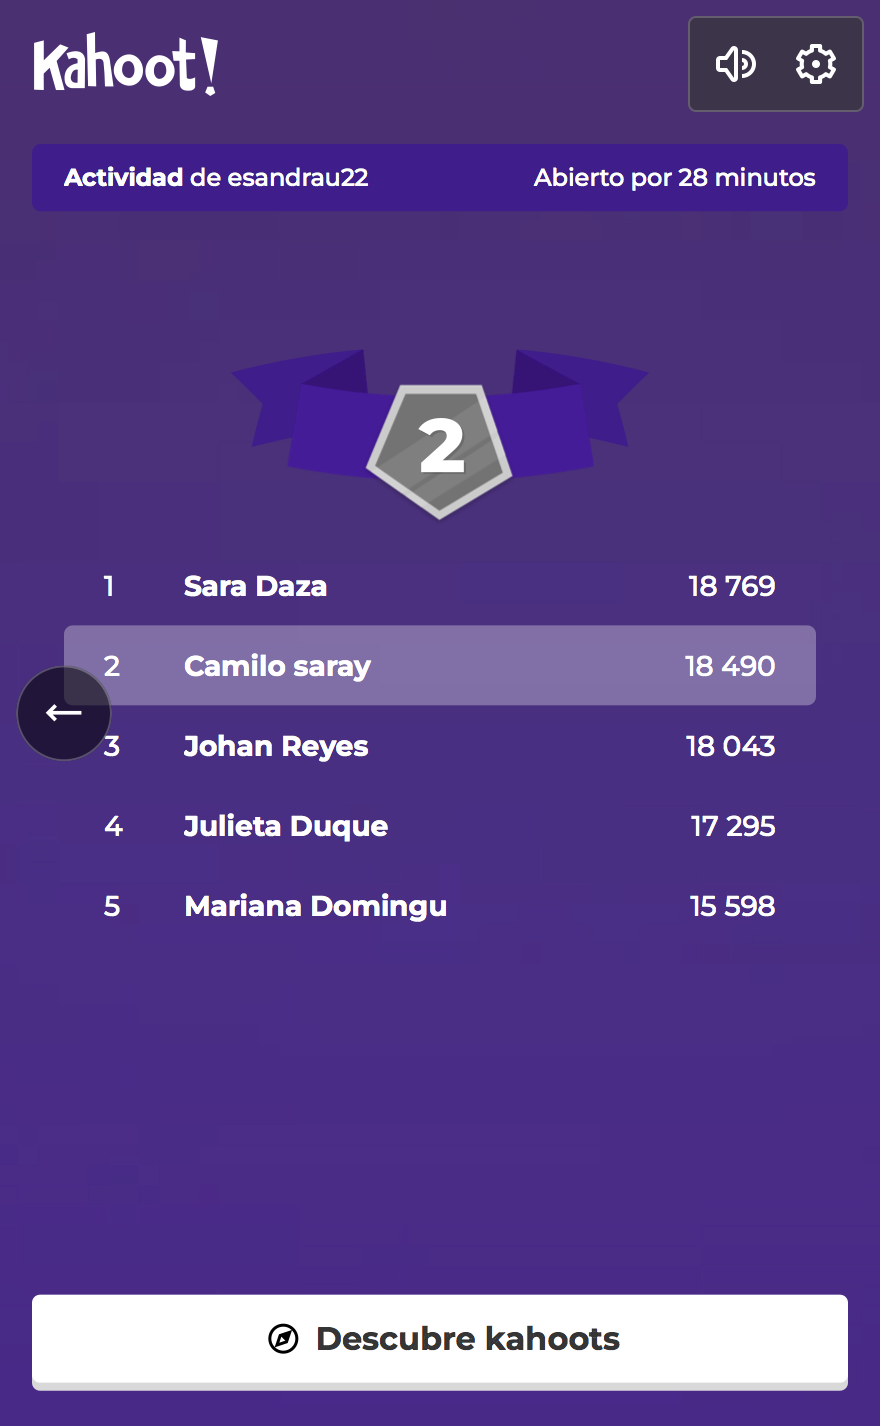 Kahoot!
Actividad de esandrau22 Abierto por 28 minutos
2
1 Sara Daza 18 769
2 Camilo saray 18 490
3 Johan Reyes 18 043
4 Julieta Duque 17 295
5 Mariana Domingu 15 598
Descubre kahoots